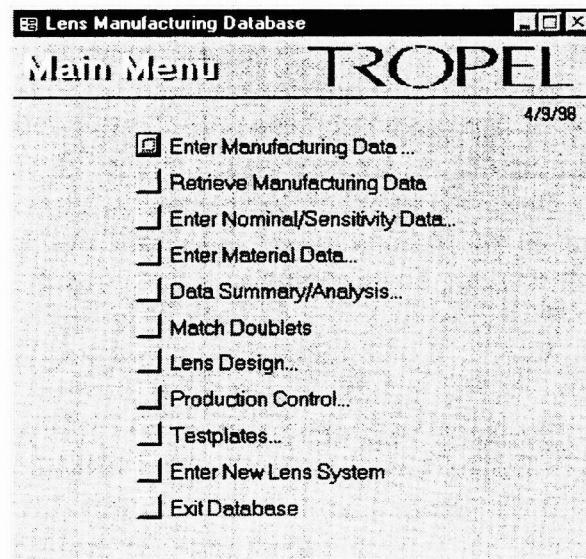 Lens Manufacturing Database
Main Menu TROPEL
4/9/98
Enter Manufacturing Data ...
Retrieve Manufacturing Data
Enter Nominal/Sensitivity Data...
Enter Material Data...
Data Summary/Analysis...
Match Doublets
Lens Design...
Production Control...
Testplates...
Enter New Lens System
Exit Database